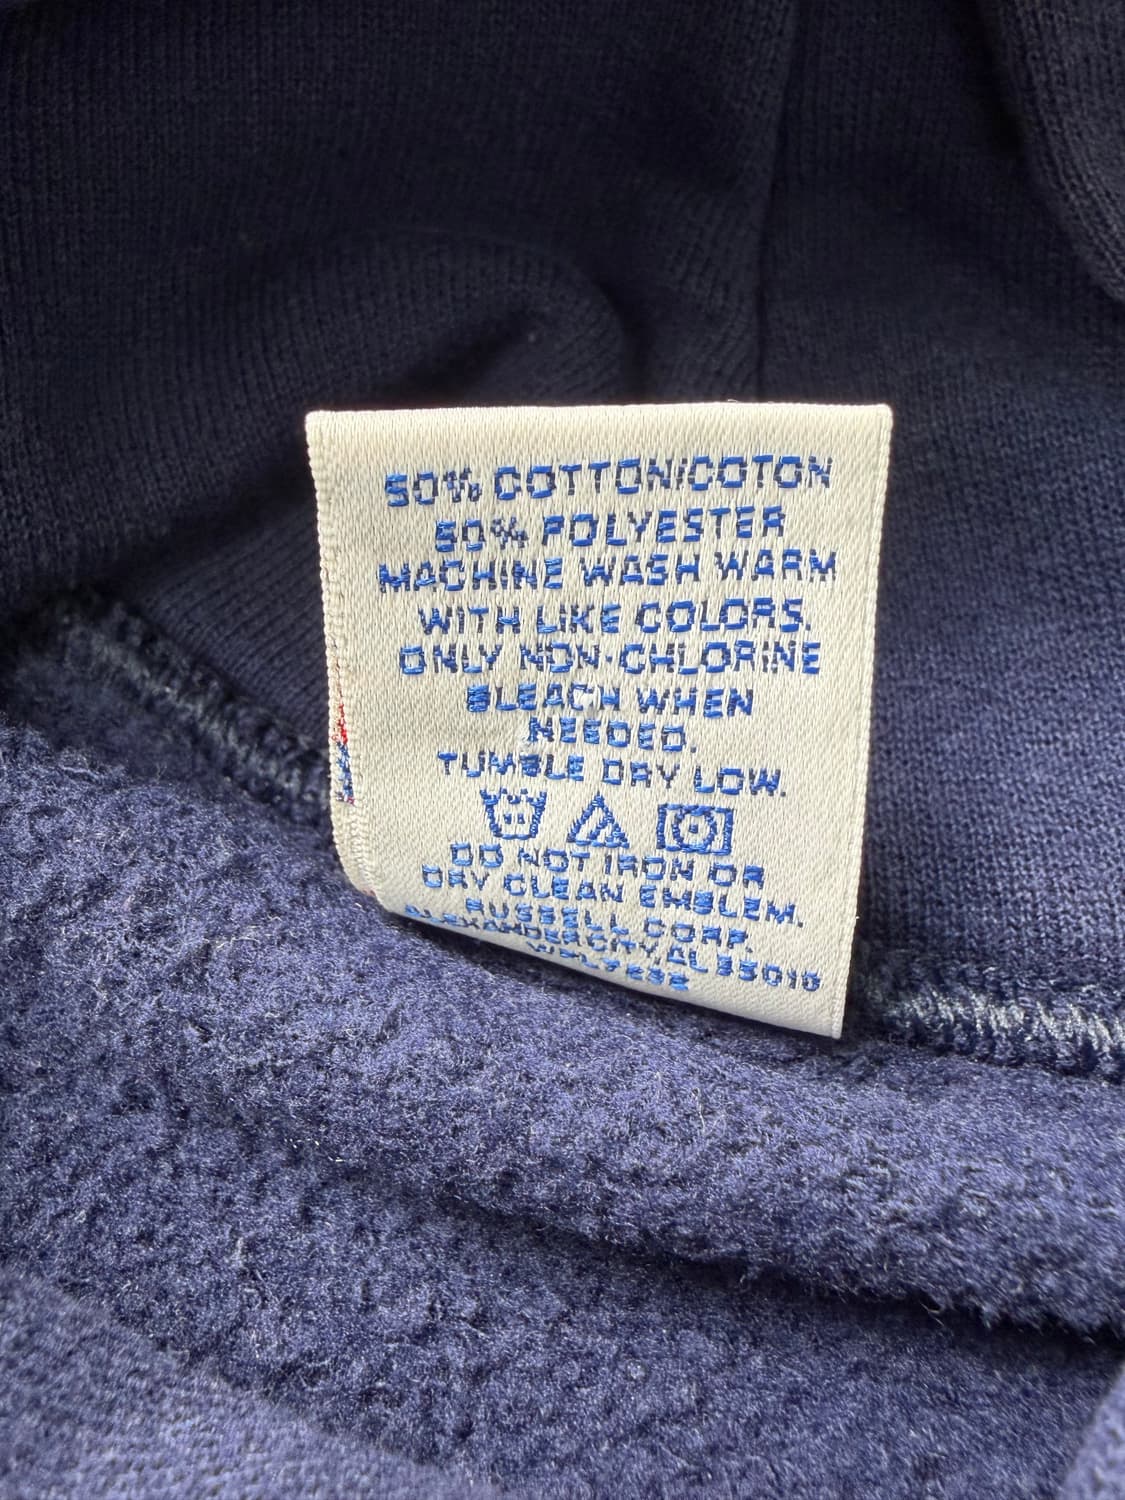 50% COTTON/COTON
50% POLYESTER
MACHINE WASH WARM
WITH LIKE COLORS.
ONLY NON-CHLORINE
BLEACH WHEN
NEEDED.
TUMBLE DRY LOW.
DO NOT IRON OR
DRY CLEAN EMBLEM.
RUSSELL CORP.
ALEXANDER CITY AL 35010